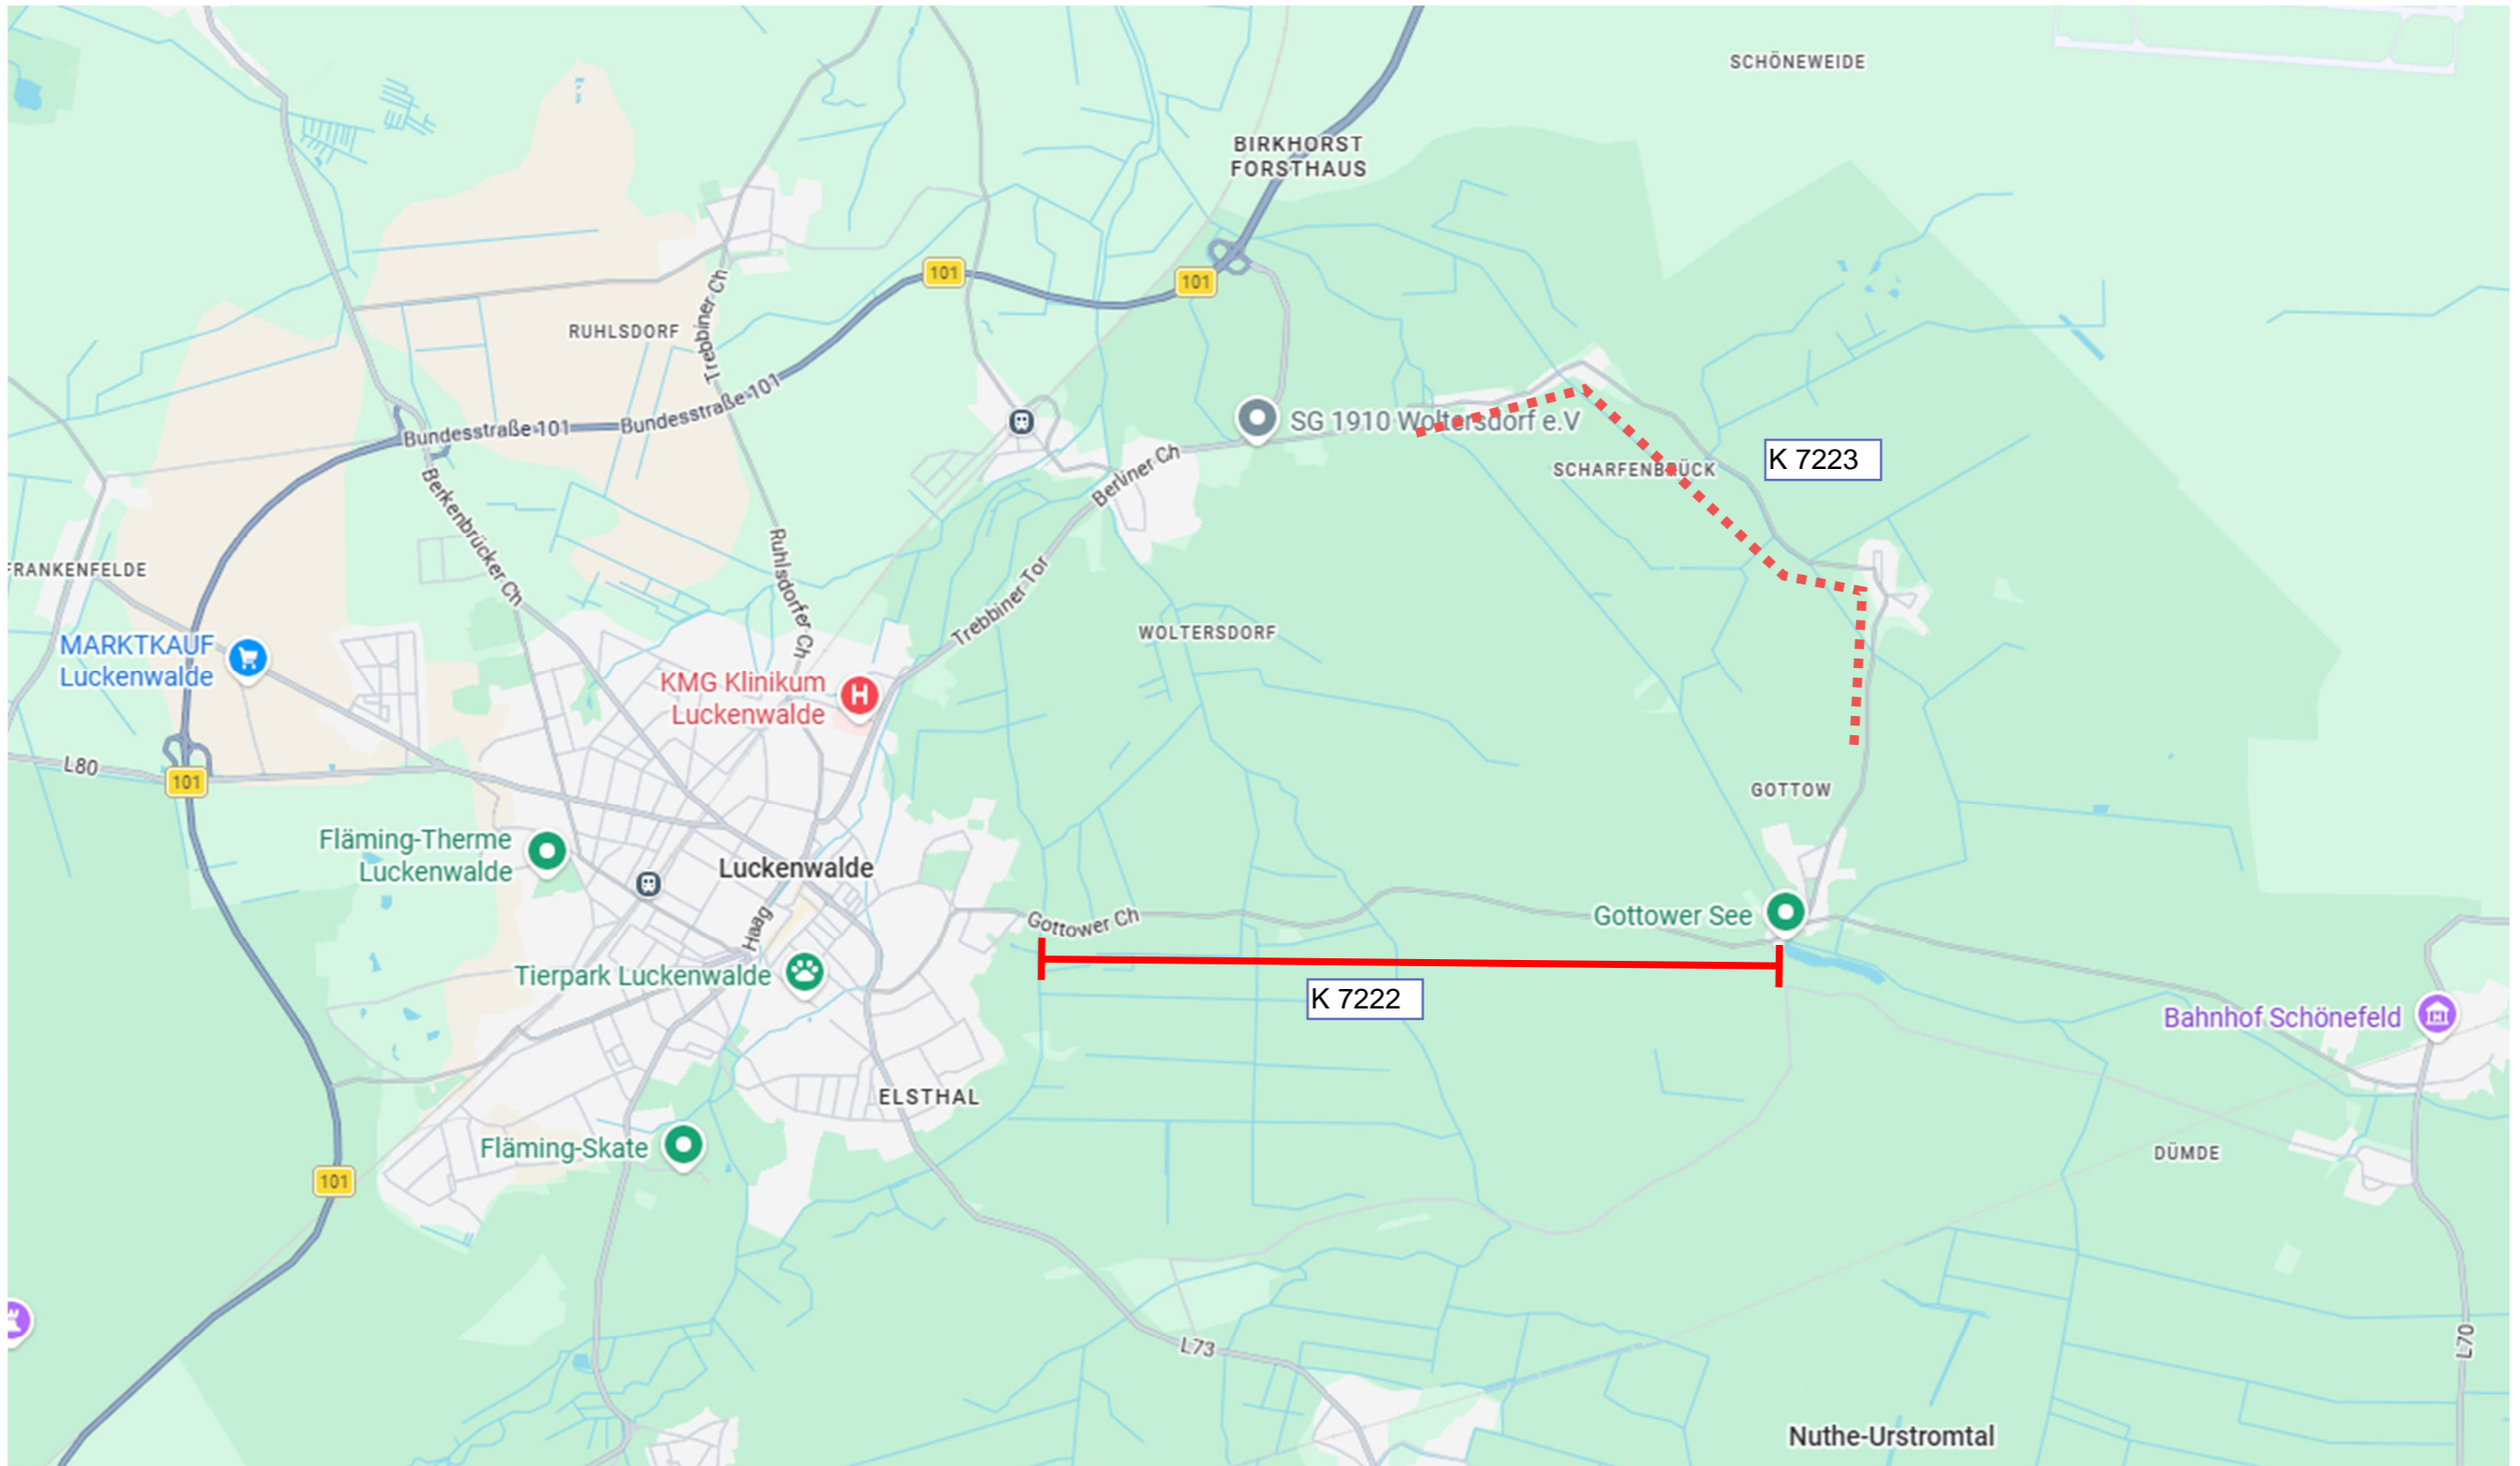 SCHÖNEWEIDE
BIRKHORST
FORSTHAUS
101
101
Trebbiner Ch
RUHLSDORF
Bundesstraße 101
Bundesstraße 101
SG 1910 Woltersdorf e.V
K 7223
SCHARFENBRÜCK
Berliner Ch
Berkenbrücker Ch
Ruhlsdorfer Ch
FRANKENFELDE
Trebbiner Tor
WOLTERSDORF
MARKTKAUF
Luckenwalde
KMG Klinikum
Luckenwalde
H
L80
101
GOTTOW
Fläming-Therme
Luckenwalde
Luckenwalde
Haag
Gottower Ch
Gottower See
Tierpark Luckenwalde
K 7222
Bahnhof Schönefeld
ELSTHAL
Fläming-Skate
DÜMDE
101
L73
L70
Nuthe-Urstromtal